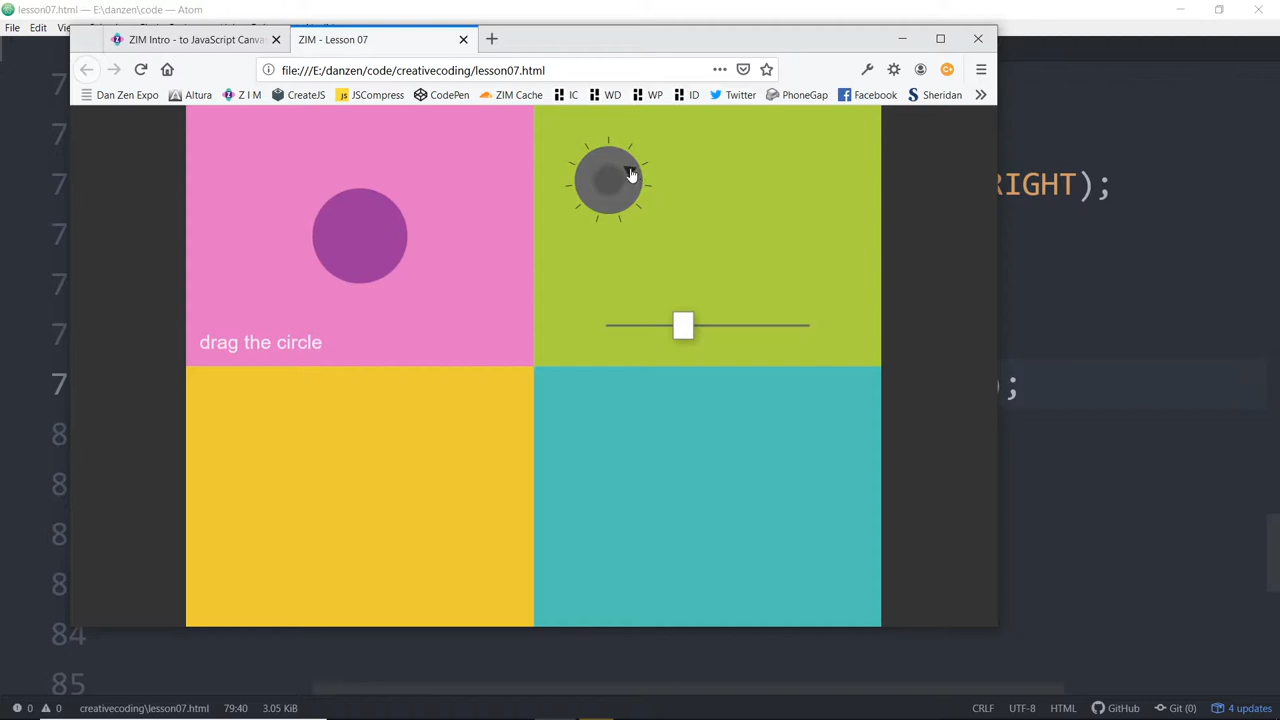 lesson07.html — E:\danzen\code — Atom
File Edit Vi
ZIM Intro - to JavaScript Canva
ZIM - Lesson 07
file:///E:/danzen/code/creativecoding/lesson07.html
Dan Zen Expo Altura Z I M CreateJS JSCompress CodePen ZIM Cache IC WD WP ID Twitter PhoneGap Facebook Sheridan
RIGHT);
drag the circle
);
84
85
0 0 creativecoding\lesson07.html 79:40 3.05 KiB CRLF UTF-8 HTML GitHub Git (0) 4 updates